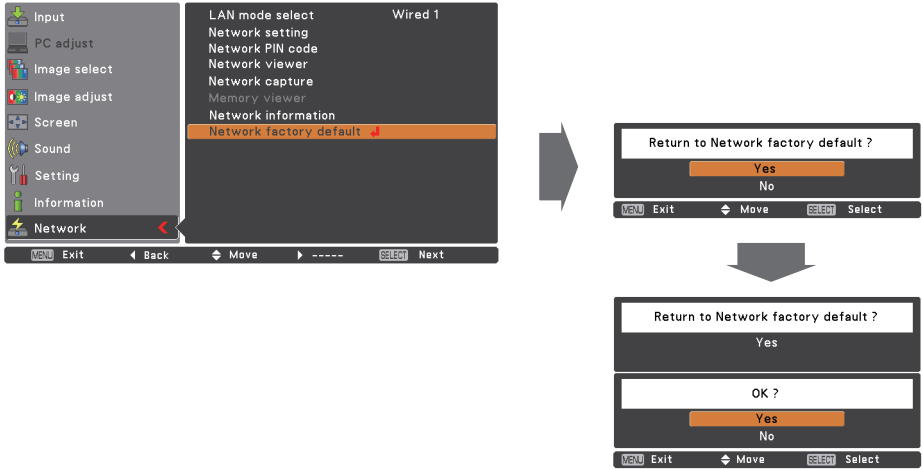 Input
PC adjust
Image select
Image adjust
Screen
Sound
Setting
Information
Network
LAN mode select Wired 1
Network setting
Network PIN code
Network viewer
Network capture
Memory viewer
Network information
Network factory default
MENU Exit Back Move ----- SELECT Next
Return to Network factory default ?
Yes
No
MENU Exit Move SELECT Select
Return to Network factory default ?
Yes
OK ?
Yes
No
MENU Exit Move SELECT Select